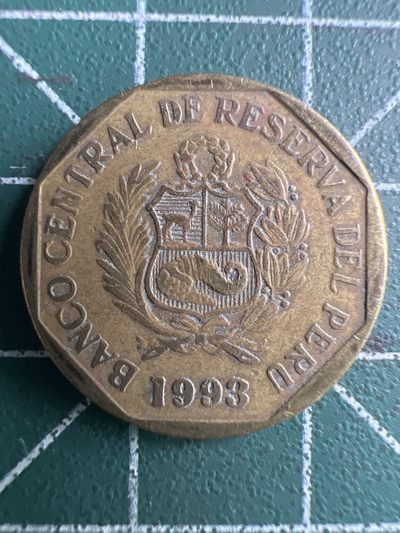 BANCO CENTRAL DE RESERVA DEL PERU
1993